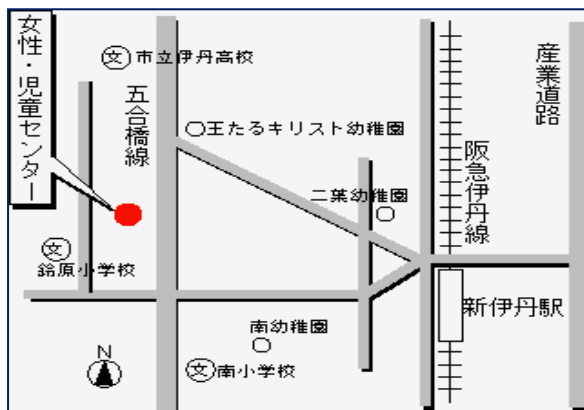 女性・児童センター
文市立伊丹高校
五合橋線
王たるキリスト幼稚園
産業道路
阪急伊丹線
二葉幼稚園
文
鈴原小学校
新伊丹駅
南幼稚園
文南小学校
N